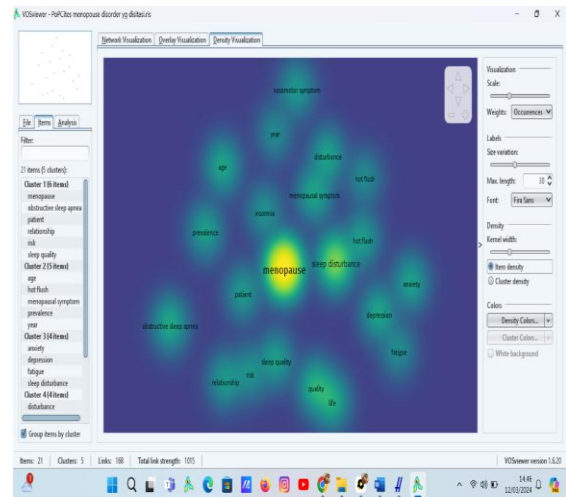 VOSviewer - PoPCites menopause disorder yg disitasi.ris
Network Visualization Overlay Visualization Density Visualization
File Items Analysis
Filter:
21 items (5 clusters):
Cluster 1 (6 items)
menopause
obstructive sleep apnea
patient
relationship
risk
sleep quality
Cluster 2 (5 items)
age
hot flush
menopausal symptom
prevalence
year
Cluster 3 (4 items)
anxiety
depression
fatigue
sleep disturbance
Cluster 4 (4 items)
disturbance
Group items by cluster
vasomotor symptom
year
disturbance
age
hot flush
menopausal symptom
insomnia
prevalence
hot flash
menopause
sleep disturbance
anxiety
patient
depression
obstructive sleep apnea
fatigue
sleep quality
risk
relationship
quality
life
Visualization
Scale:
Weights: Occurrences
Labels
Size variation:
Max. length: 30
Font: Fira Sans
Density
Kernel width:
Item density
Cluster density
Colors
Density Colors...
Cluster Colors...
White background
Items: 21 Clusters: 5 Links: 168 Total link strength: 1015 VOSviewer version 1.6.20
14.46
12/03/2024